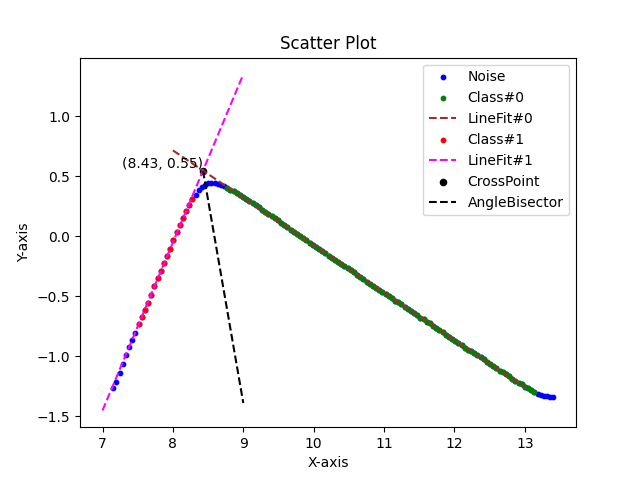 Scatter Plot
Noise
Class#0
LineFit#0
Class#1
LineFit#1
CrossPoint
AngleBisector
(8.43, 0.55)
Y-axis
1.0
0.5
0.0
−0.5
−1.0
−1.5
7 8 9 10 11 12 13
X-axis